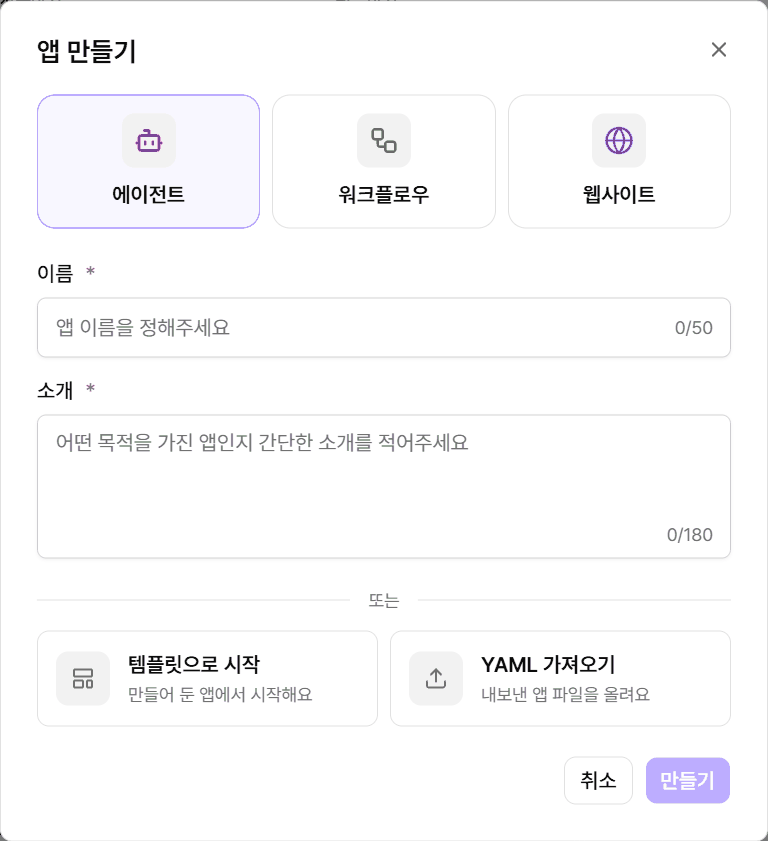 앱 만들기
에이전트
워크플로우
웹사이트
이름 *
앱 이름을 정해주세요
0/50
소개 *
어떤 목적을 가진 앱인지 간단한 소개를 적어주세요
0/180
또는
템플릿으로 시작
만들어 둔 앱에서 시작해요
YAML 가져오기
내보낸 앱 파일을 올려요
취소
만들기